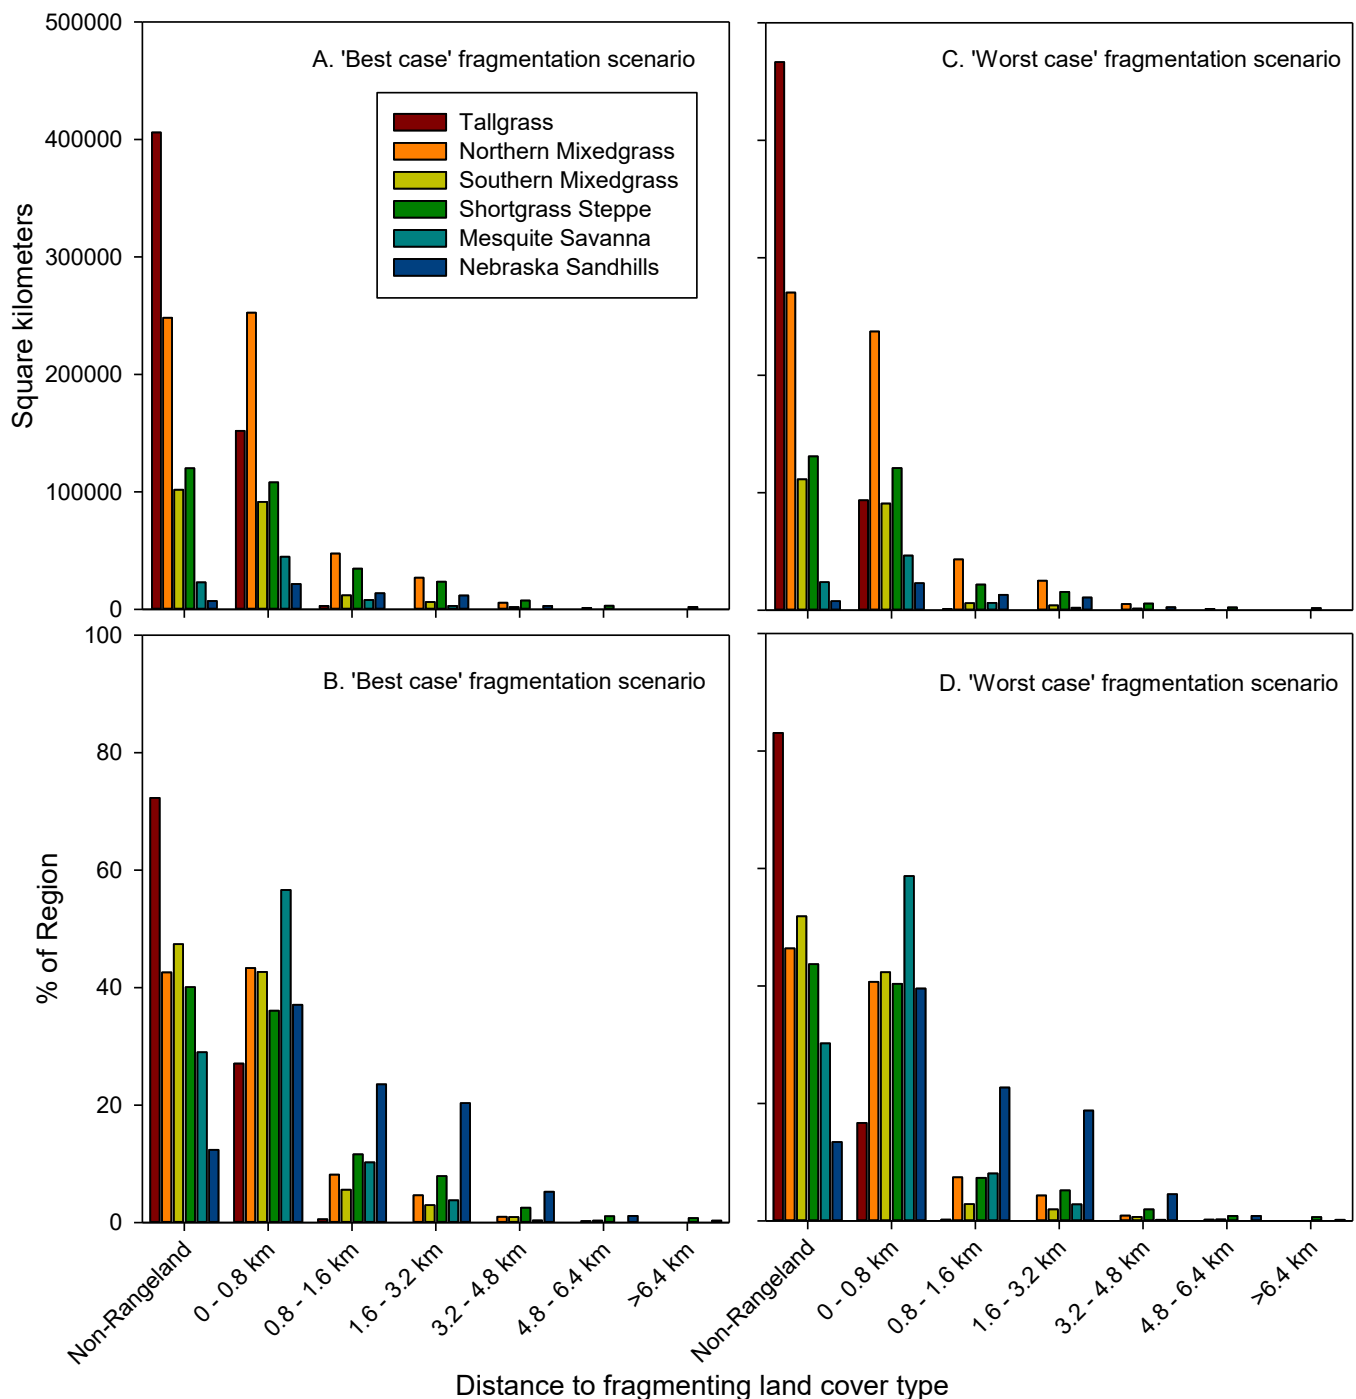 500000
400000
300000
200000
100000
0
Square kilometers
A. 'Best case' fragmentation scenario
Tallgrass
Northern Mixedgrass
Southern Mixedgrass
Shortgrass Steppe
Mesquite Savanna
Nebraska Sandhills
C. 'Worst case' fragmentation scenario
100
80
60
40
20
0
% of Region
B. 'Best case' fragmentation scenario
D. 'Worst case' fragmentation scenario
Non-Rangeland
0 - 0.8 km
0.8 - 1.6 km
1.6 - 3.2 km
3.2 - 4.8 km
4.8 - 6.4 km
>6.4 km
Non-Rangeland
0 - 0.8 km
0.8 - 1.6 km
1.6 - 3.2 km
3.2 - 4.8 km
4.8 - 6.4 km
>6.4 km
Distance to fragmenting land cover type